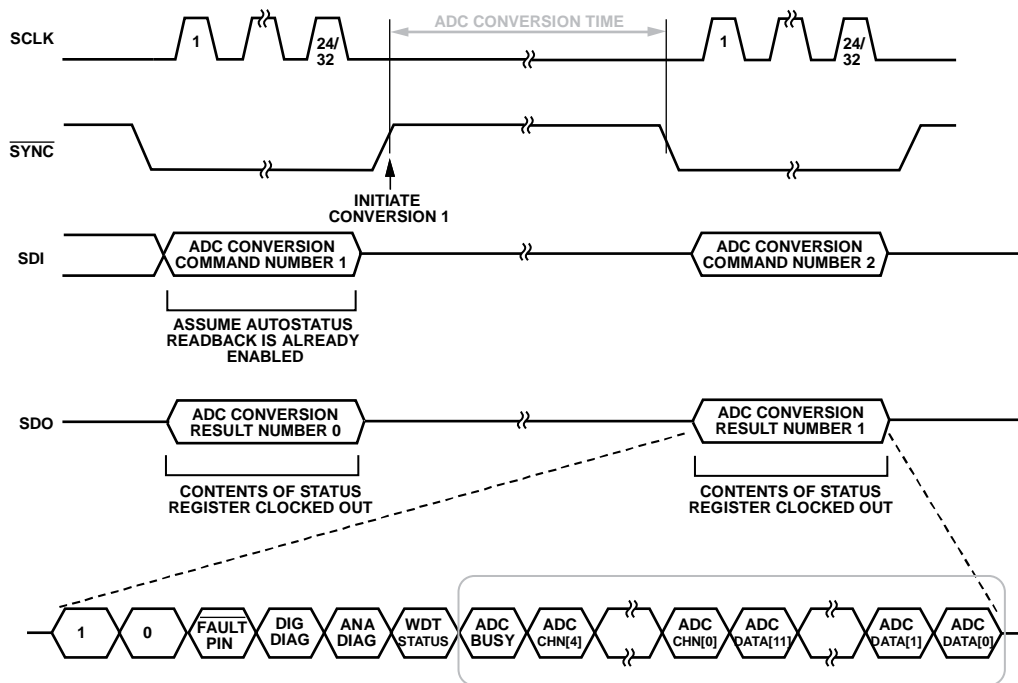 ADC CONVERSION TIME
SCLK
1
24/
32
1
24/
32
SYNC
INITIATE
CONVERSION 1
SDI
ADC CONVERSION
COMMAND NUMBER 1
ADC CONVERSION
COMMAND NUMBER 2
ASSUME AUTOSTATUS
READBACK IS ALREADY
ENABLED
SDO
ADC CONVERSION
RESULT NUMBER 0
ADC CONVERSION
RESULT NUMBER 1
CONTENTS OF STATUS
REGISTER CLOCKED OUT
CONTENTS OF STATUS
REGISTER CLOCKED OUT
1
0
FAULT
PIN
DIG
DIAG
ANA
DIAG
WDT
STATUS
ADC
BUSY
ADC
CHN[4]
ADC
CHN[0]
ADC
DATA[11]
ADC
DATA[1]
ADC
DATA[0]